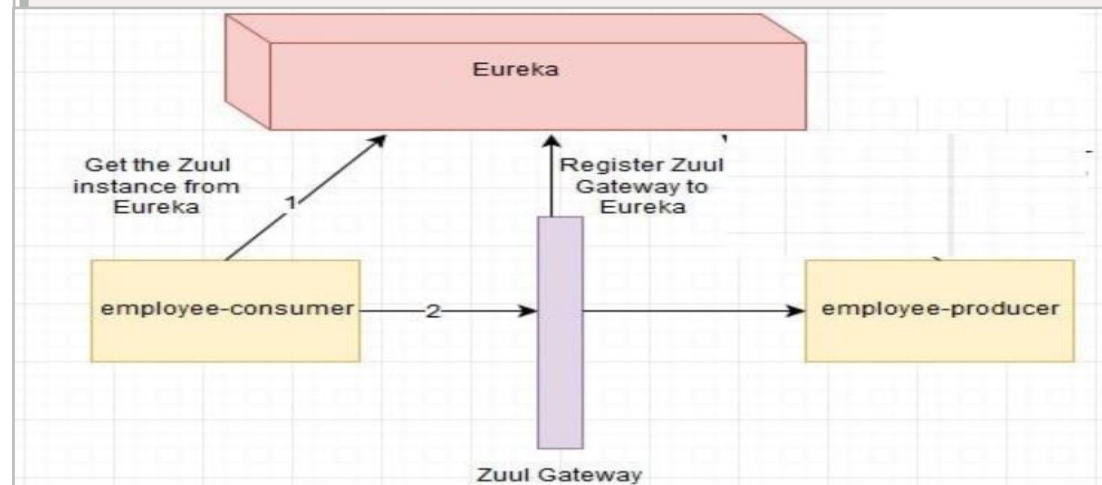 Eureka
Get the Zuul
instance from
Eureka
1
Register Zuul
Gateway to
Eureka
employee-consumer
2
employee-producer
Zuul Gateway